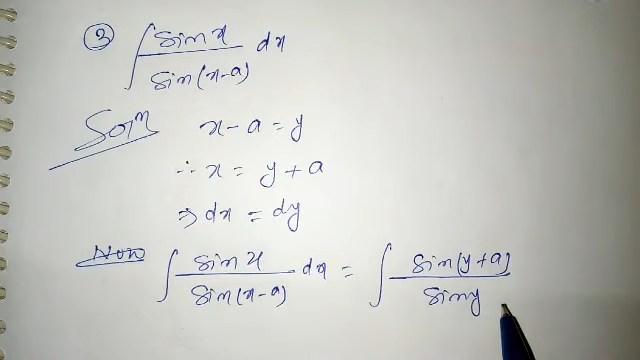 ③ ∫ sin x / sin(x-a) dx
Solⁿ x - a = y
∴ x = y + a
⇒ dx = dy
Now ∫ sin x / sin(x-a) dx = ∫ sin(y+a) / sin y